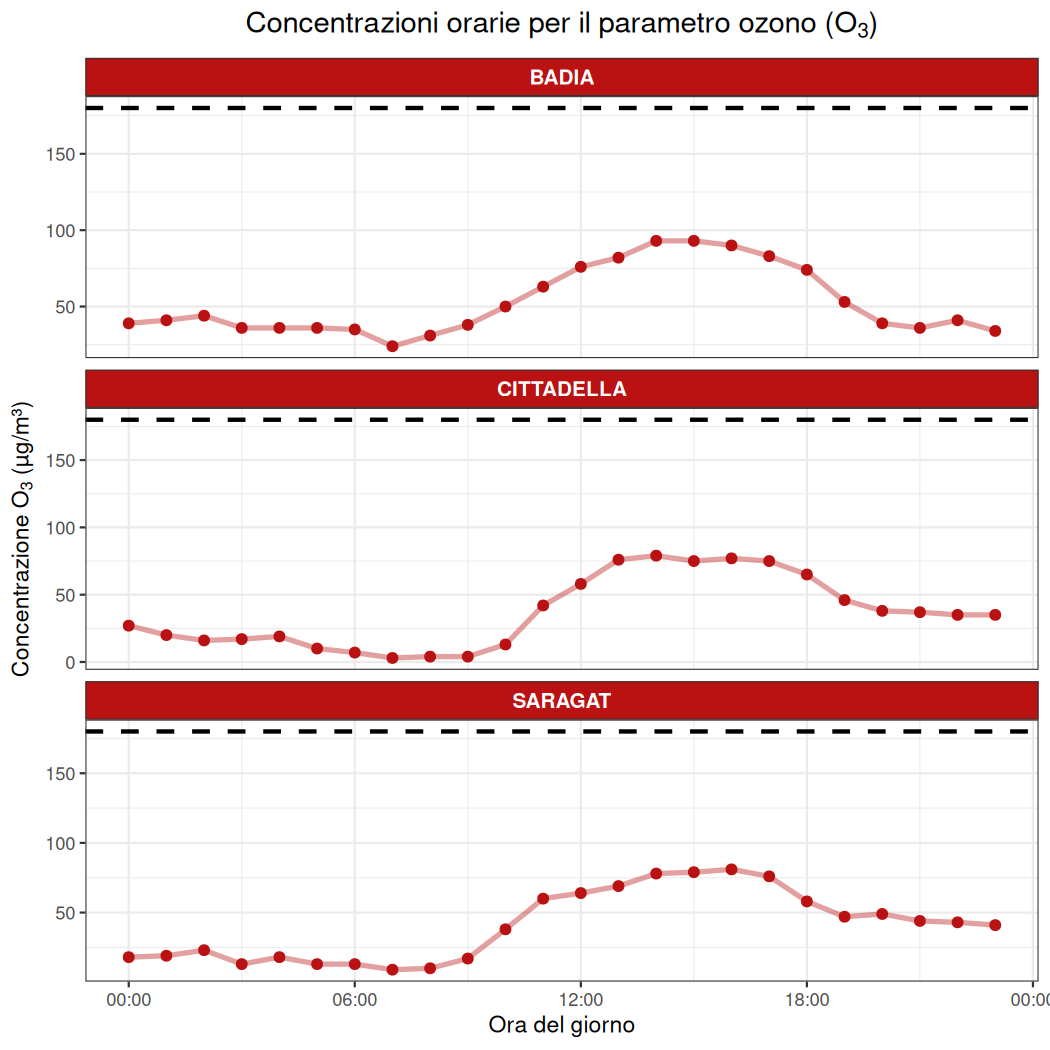 Concentrazioni orarie per il parametro ozono (O₃)
BADIA
150
100
50
CITTADELLA
150
100
50
0
Concentrazione O₃ (µg/m³)
SARAGAT
150
100
50
00:00 06:00 12:00 18:00 00:0
Ora del giorno